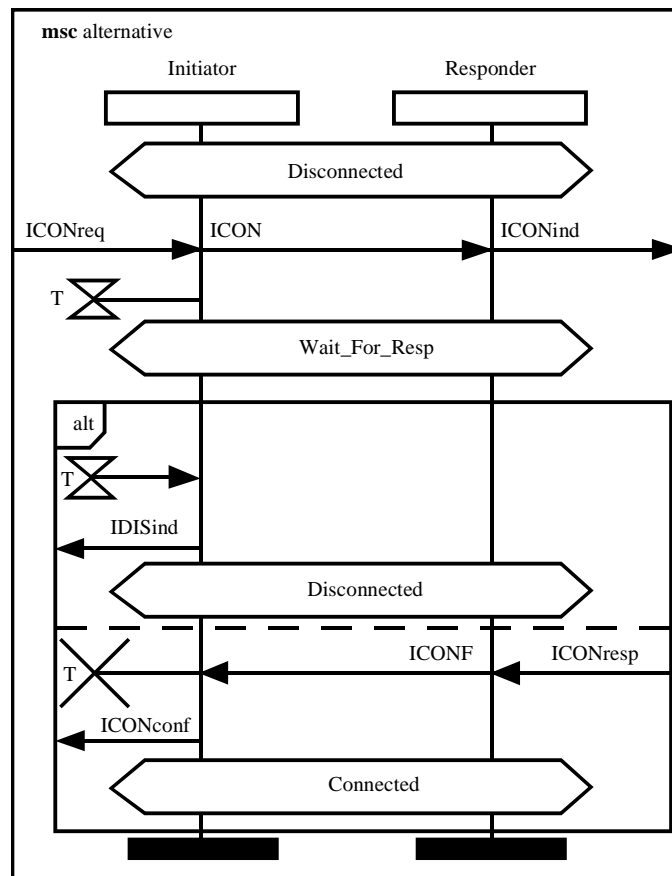 msc alternative
Initiator Responder
Disconnected
ICONreq ICON ICONind
T
Wait_For_Resp
alt
T
IDISind
Disconnected
ICONF ICONresp
T
ICONconf
Connected